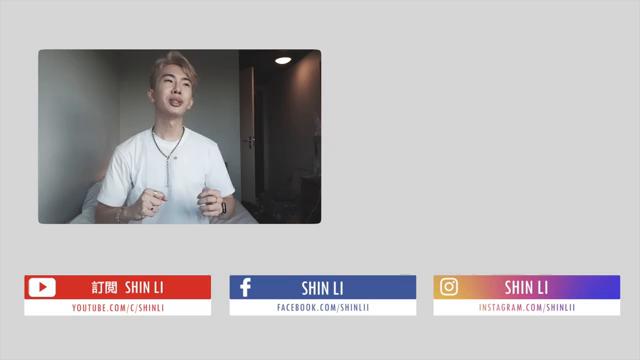 訂閱 SHIN LI
YOUTUBE.COM/C/SHINLI
SHIN LI
FACEBOOK.COM/SHINLII
SHIN LI
INSTAGRAM.COM/SHINLII